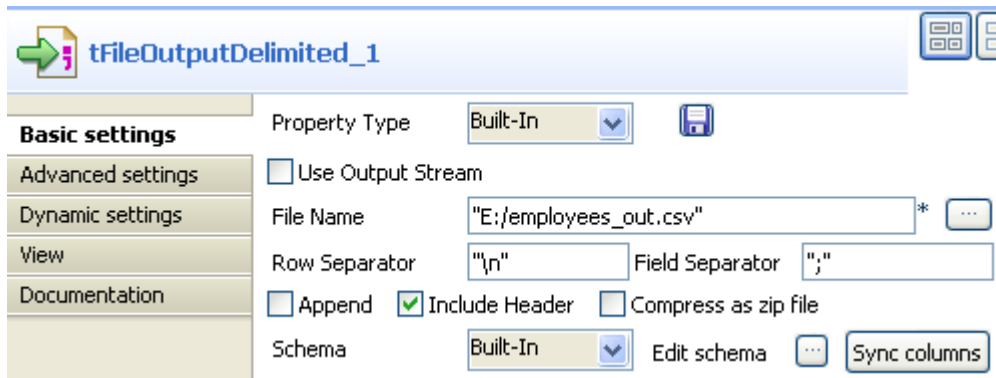 tFileOutputDelimited_1
Basic settings
Advanced settings
Dynamic settings
View
Documentation
Property Type Built-In
Use Output Stream
File Name "E:/employees_out.csv" * ...
Row Separator "\n" Field Separator ";"
Append Include Header Compress as zip file
Schema Built-In Edit schema ... Sync columns